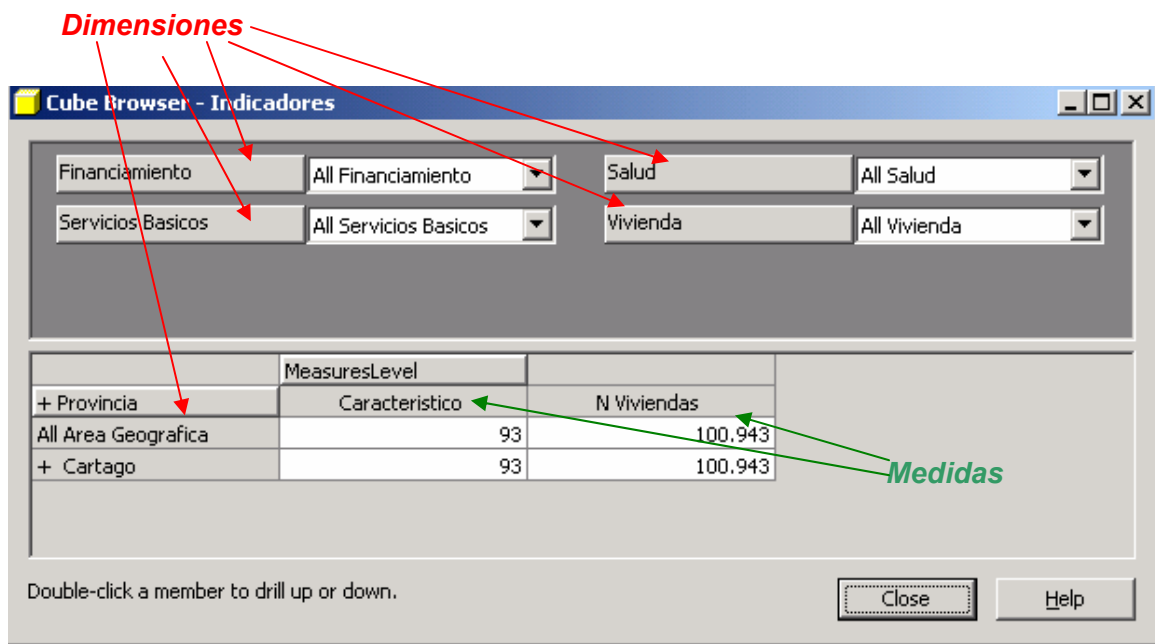 Dimensiones
Cube Browser - Indicadores
Financiamiento All Financiamiento Salud All Salud
Servicios Basicos All Servicios Basicos Vivienda All Vivienda
MeasuresLevel
+ Provincia Caracteristico N Viviendas
All Area Geografica 93 100.943
+ Cartago 93 100.943
Medidas
Double-click a member to drill up or down.
Close Help